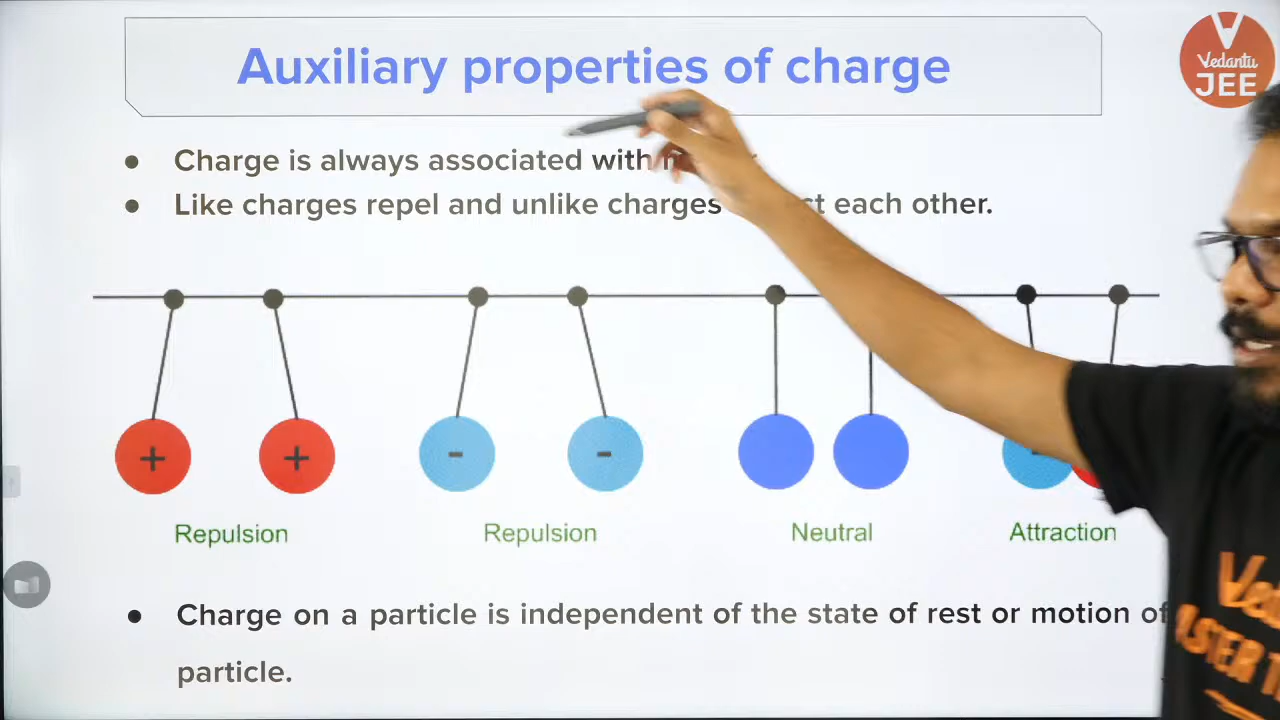 Auxiliary properties of charge
Vedantu
JEE
Charge is always associated with
Like charges repel and unlike charges each other.
+ + - -
Repulsion Repulsion Neutral Attraction
Charge on a particle is independent of the state of rest or motion of
particle.